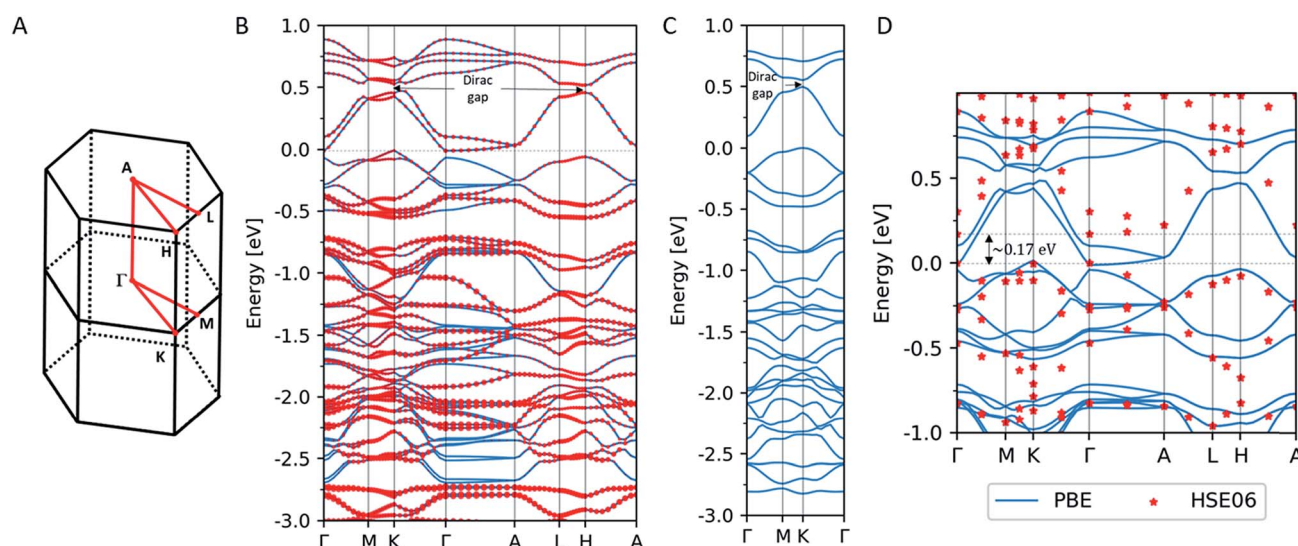 A
A
L
H
Γ
M
K
B
Energy [eV]
1.0
0.5
0.0
-0.5
-1.0
-1.5
-2.0
-2.5
-3.0
Dirac
gap
Γ M K Γ A L H A
C
Energy [eV]
1.0
0.5
0.0
-0.5
-1.0
-1.5
-2.0
-2.5
-3.0
Dirac
gap
Γ M K Γ
D
Energy [eV]
0.5
0.0
-0.5
-1.0
~0.17 eV
Γ M K Γ A L H A
PBE HSE06